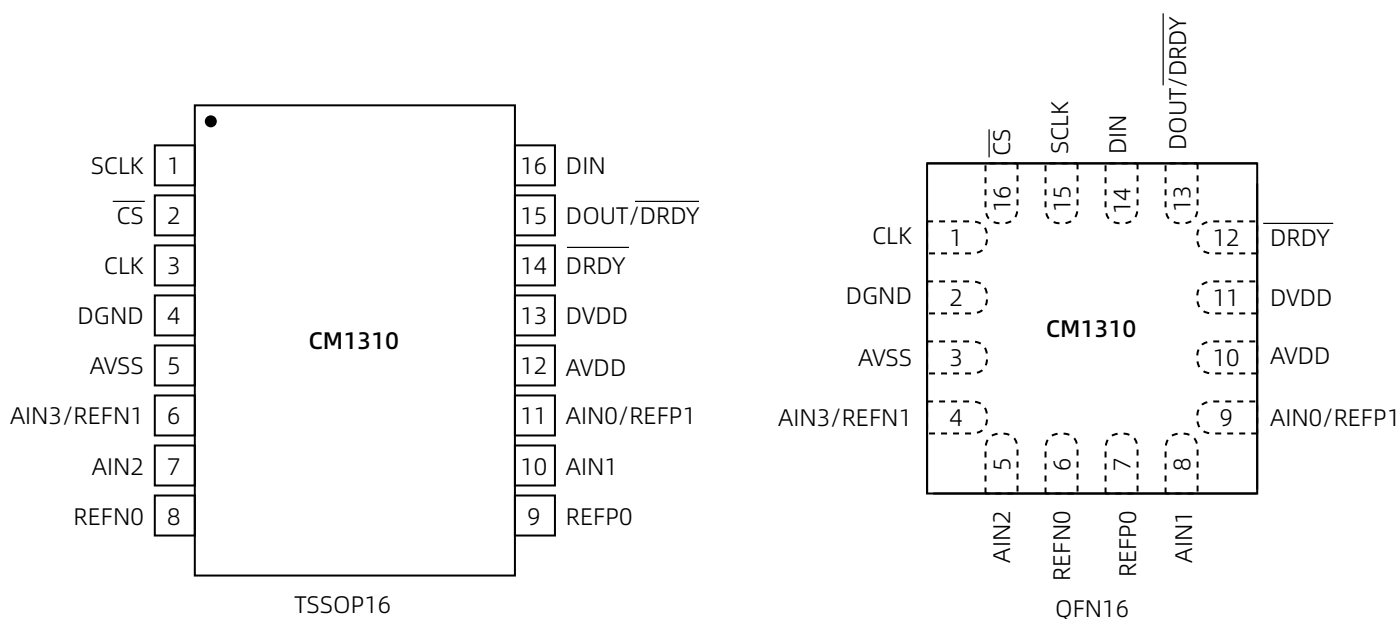 SCLK 1
CS 2
CLK 3
DGND 4
AVSS 5
AIN3/REFN1 6
AIN2 7
REFN0 8
CM1310
16 DIN
15 DOUT/DRDY
14 DRDY
13 DVDD
12 AVDD
11 AIN0/REFP1
10 AIN1
9 REFP0
TSSOP16
CS
SCLK
DIN
DOUT/DRDY
16
15
14
13
CLK 1
DGND 2
AVSS 3
AIN3/REFN1 4
CM1310
12 DRDY
11 DVDD
10 AVDD
9 AIN0/REFP1
5
6
7
8
AIN2
REFN0
REFP0
AIN1
QFN16